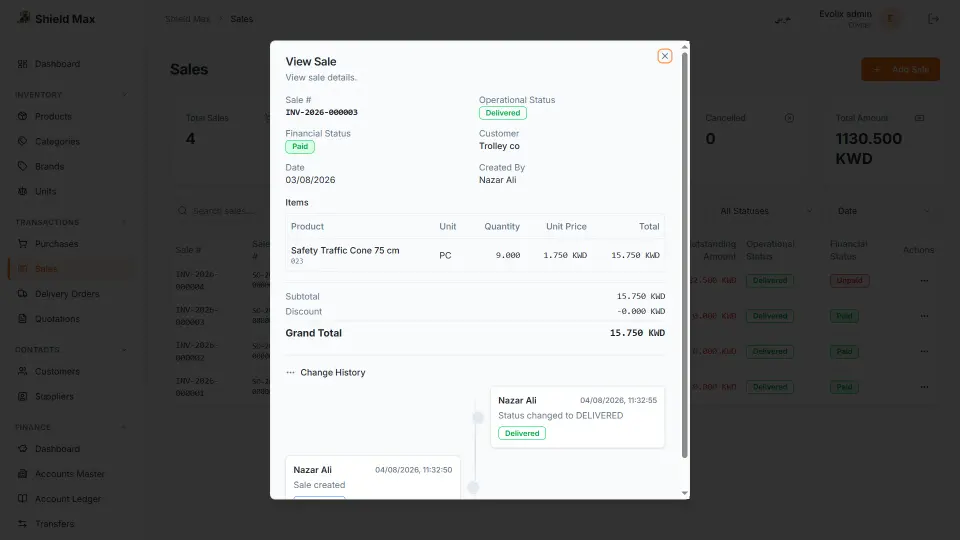 Shield Max
Shield Max / Sales
Evolix admin
Owner
E
Dashboard
INVENTORY
Products
Categories
Brands
Units
TRANSACTIONS
Purchases
Sales
Delivery Orders
Quotations
CONTACTS
Customers
Suppliers
FINANCE
Dashboard
Accounts Master
Account Ledger
Transfers
Sales
+ Add Sale
Total Sales
4
Cancelled
0
Total Amount
1130.500
KWD
Search sales...
All Statuses
Date
Sale #
Outstanding
Amount
Operational
Status
Financial
Status
Actions
INV-2026-
000004
Delivered
Unpaid
INV-2026-
000003
Delivered
Paid
INV-2026-
000002
Delivered
Paid
INV-2026-
000001
Delivered
Paid
View Sale
View sale details.
Sale #
INV-2026-000003
Operational Status
Delivered
Financial Status
Paid
Customer
Trolley co
Date
03/08/2026
Created By
Nazar Ali
Items
Product Unit Quantity Unit Price Total
Safety Traffic Cone 75 cm PC 9.000 1.750 KWD 15.750 KWD
023
Subtotal 15.750 KWD
Discount -0.000 KWD
Grand Total 15.750 KWD
Change History
Nazar Ali 04/08/2026, 11:32:55
Status changed to DELIVERED
Delivered
Nazar Ali 04/08/2026, 11:32:50
Sale created